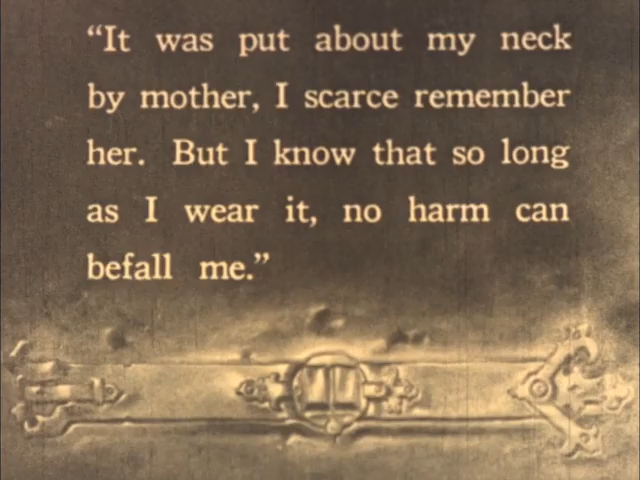 “It was put about my neck
by mother, I scarce remember
her. But I know that so long
as I wear it, no harm can
befall me.”